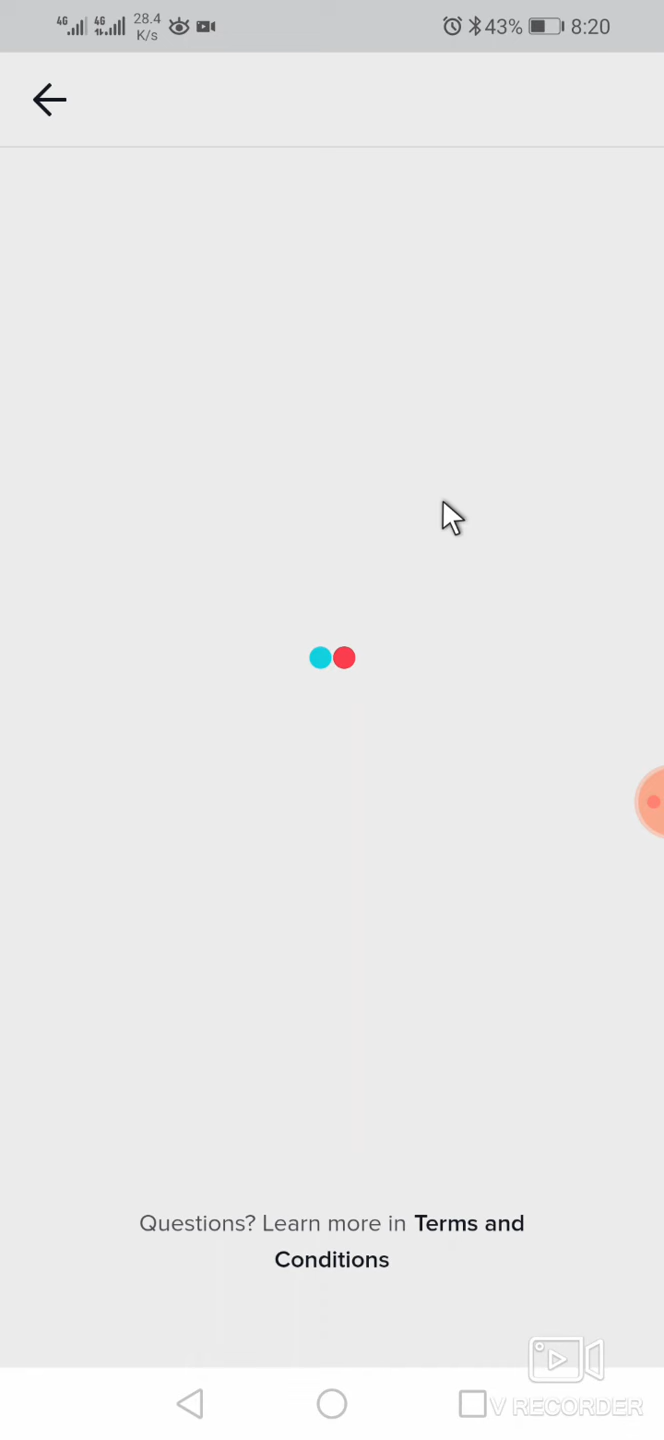 4G 4G 28.4 K/s 43% 8:20
Questions? Learn more in Terms and
Conditions
V RECORDER